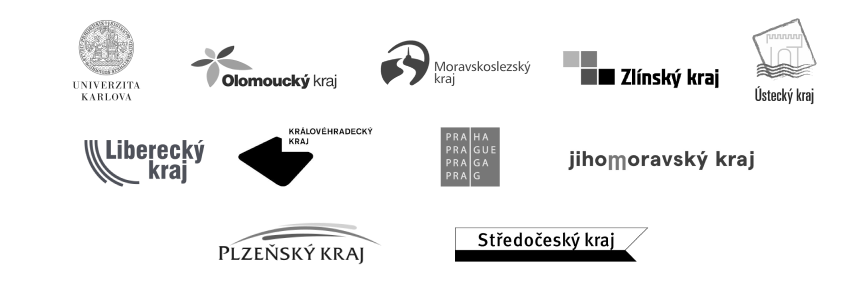 UNIVERZITA
KARLOVA
Olomoucký kraj
Moravskoslezský
kraj
Zlínský kraj
Ústecký kraj
Liberecký
kraj
KRÁLOVÉHRADECKÝ
KRAJ
PRA HA
PRA GUE
PRA GA
PRA G
jihomoravský kraj
PLZEŇSKÝ KRAJ
Středočeský kraj